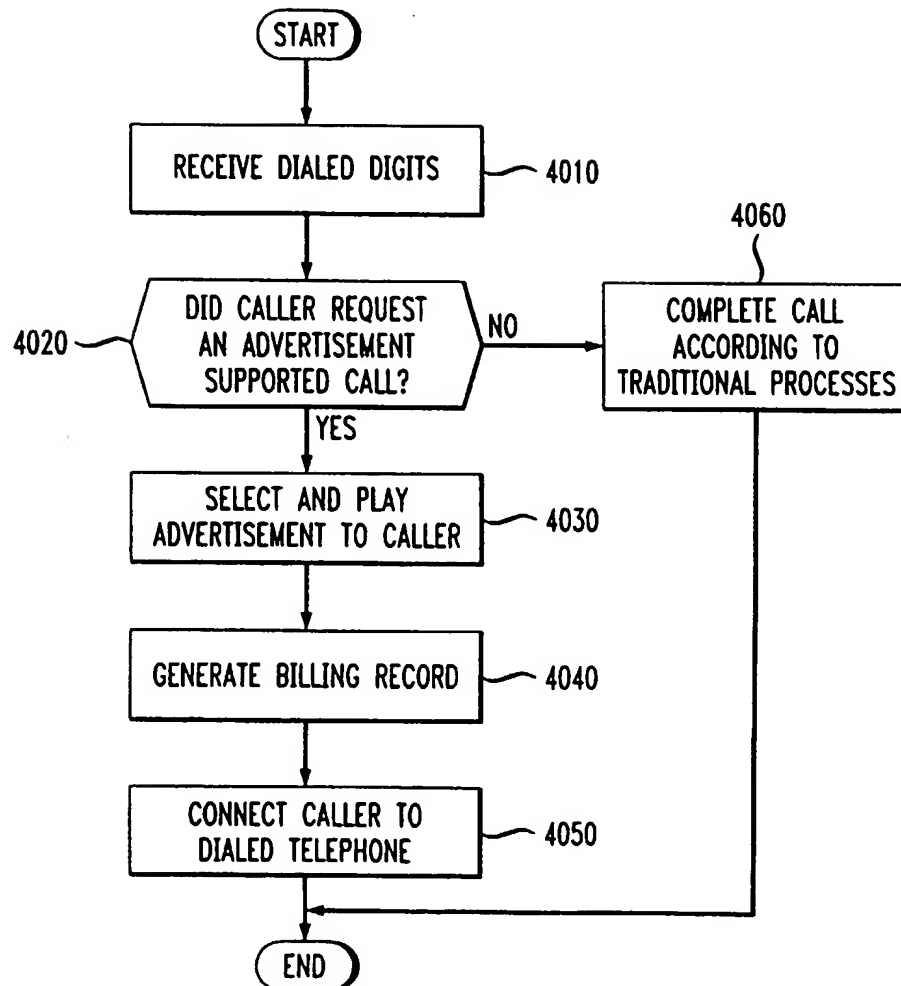 START
RECEIVE DIALED DIGITS
4010
4060
DID CALLER REQUEST
AN ADVERTISEMENT
SUPPORTED CALL?
4020
NO
COMPLETE CALL
ACCORDING TO
TRADITIONAL PROCESSES
YES
SELECT AND PLAY
ADVERTISEMENT TO CALLER
4030
GENERATE BILLING RECORD
4040
CONNECT CALLER TO
DIALED TELEPHONE
4050
END